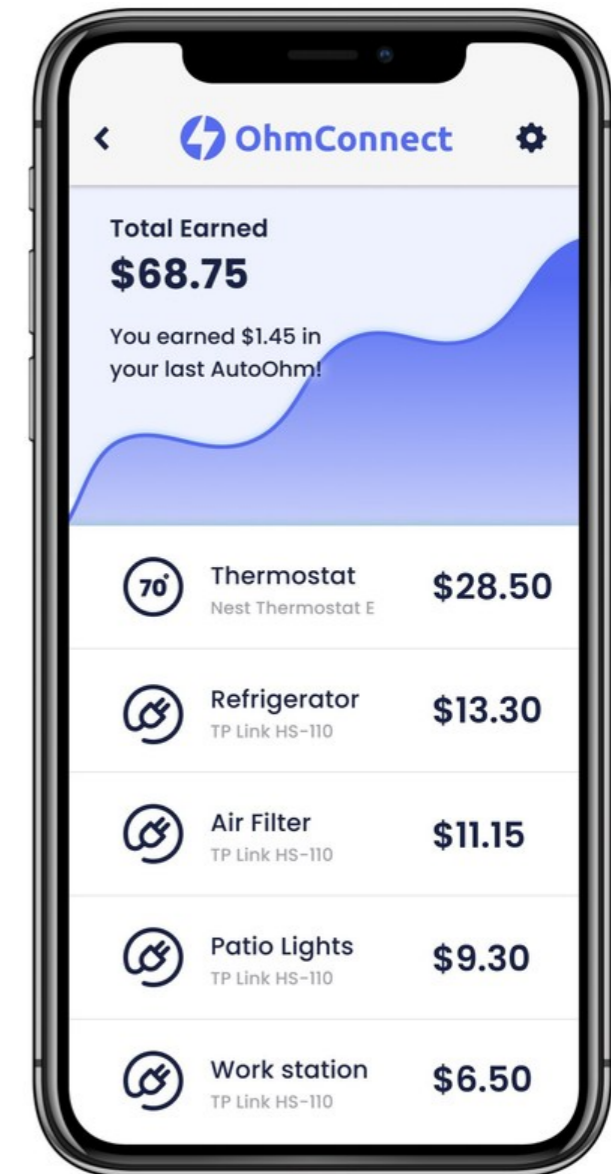 OhmConnect
Total Earned
$68.75
You earned $1.45 in
your last AutoOhm!
70°
Thermostat
$28.50
Nest Thermostat E
Refrigerator
$13.30
TP Link HS-110
Air Filter
$11.15
TP Link HS-110
Patio Lights
$9.30
TP Link HS-110
Work station
$6.50
TP Link HS-110